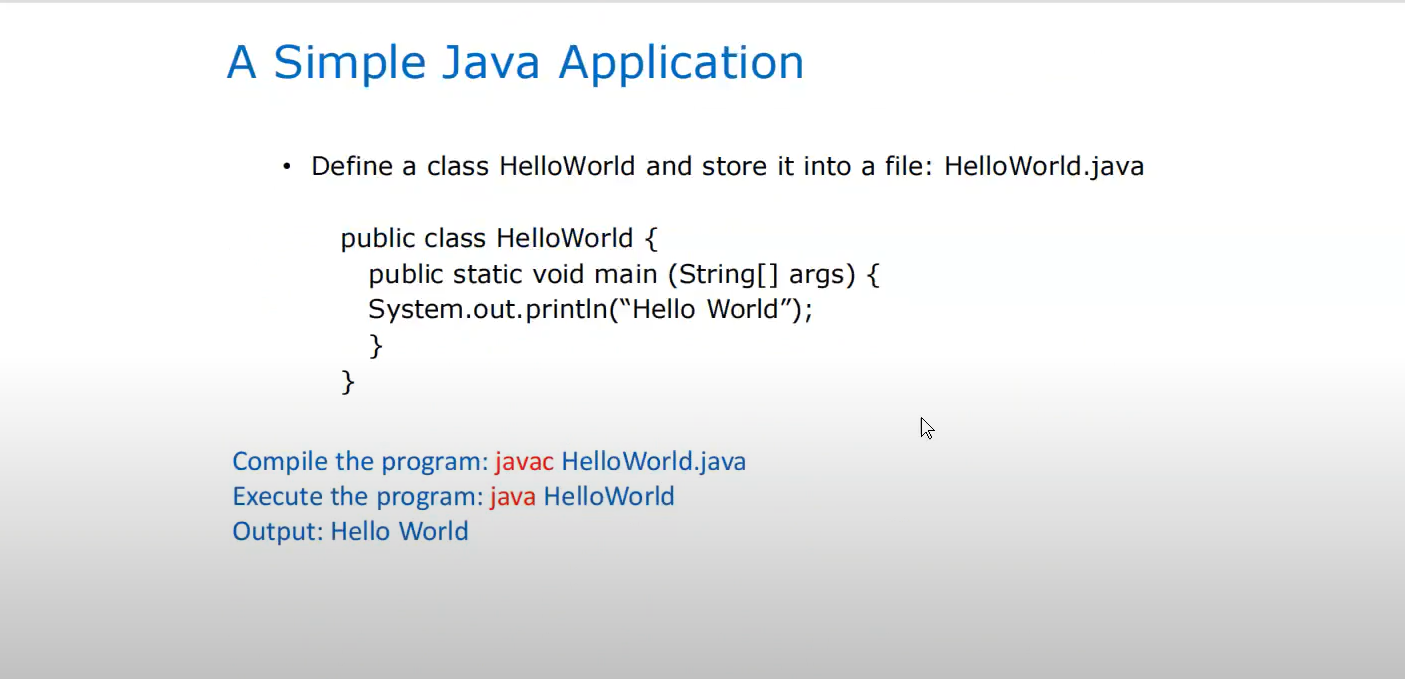 A Simple Java Application
• Define a class HelloWorld and store it into a file: HelloWorld.java
public class HelloWorld {
public static void main (String[] args) {
System.out.println(“Hello World”);
}
}
Compile the program: javac HelloWorld.java
Execute the program: java HelloWorld
Output: Hello World